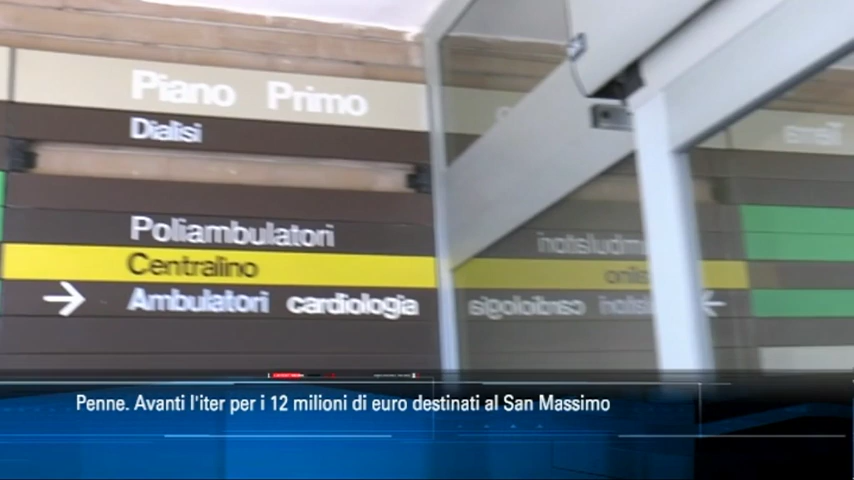 Piano Primo
Dialisi
Poliambulatori
Centralino
Ambulatori cardiologia
Penne. Avanti l'iter per i 12 milioni di euro destinati al San Massimo